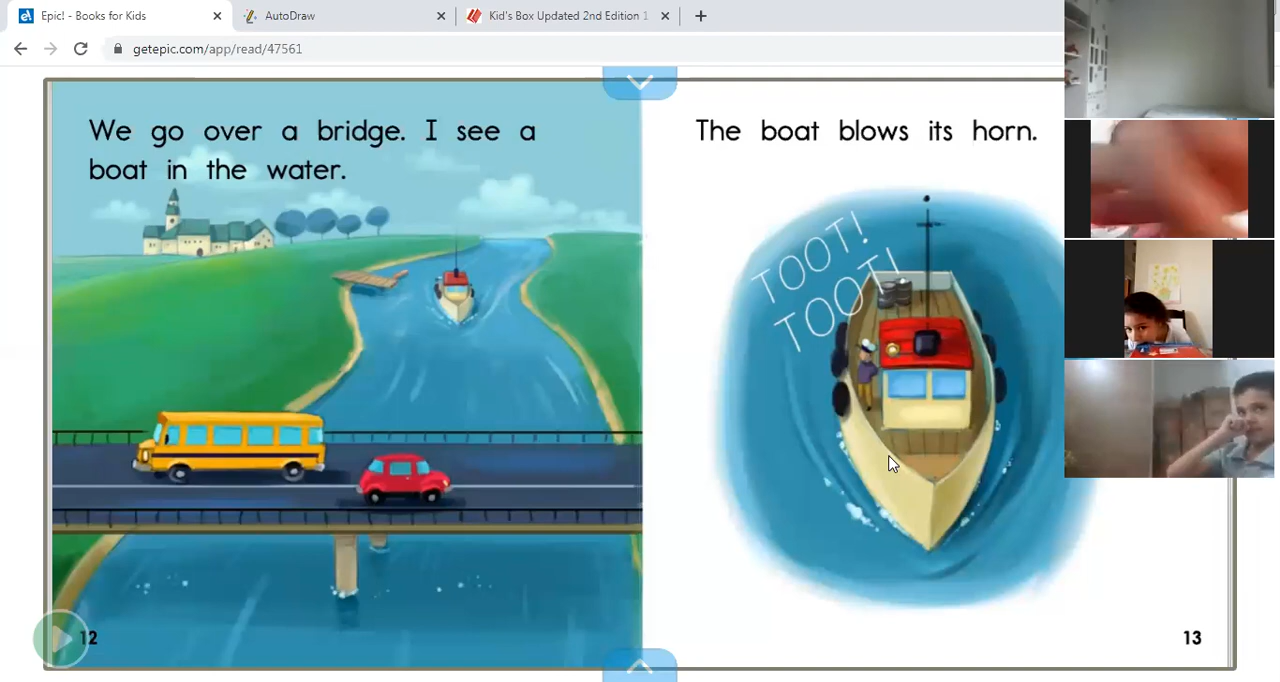 Epic! - Books for Kids
AutoDraw
Kid's Box Updated 2nd Edition 1
getepic.com/app/read/47561
We go over a bridge. I see a
boat in the water.
12
The boat blows its horn.
TOOT!
TOOT!
13